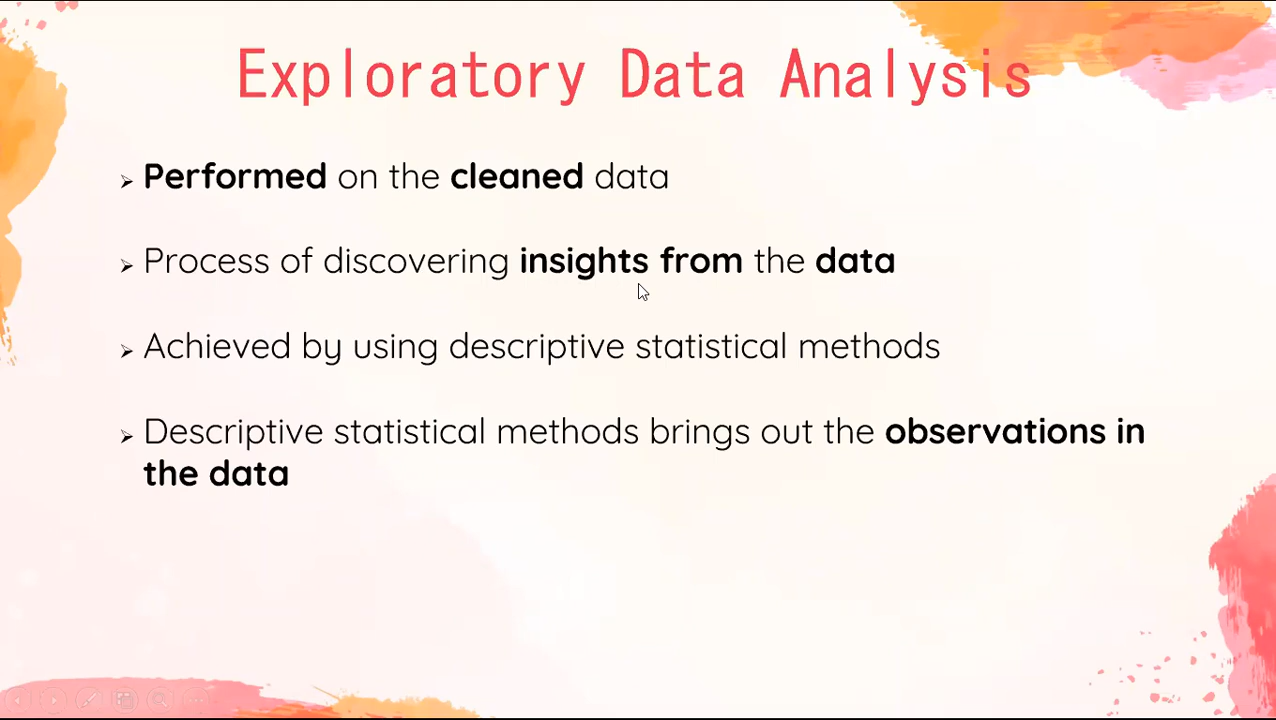 Exploratory Data Analysis
Performed on the cleaned data
Process of discovering insights from the data
Achieved by using descriptive statistical methods
Descriptive statistical methods brings out the observations in
the data